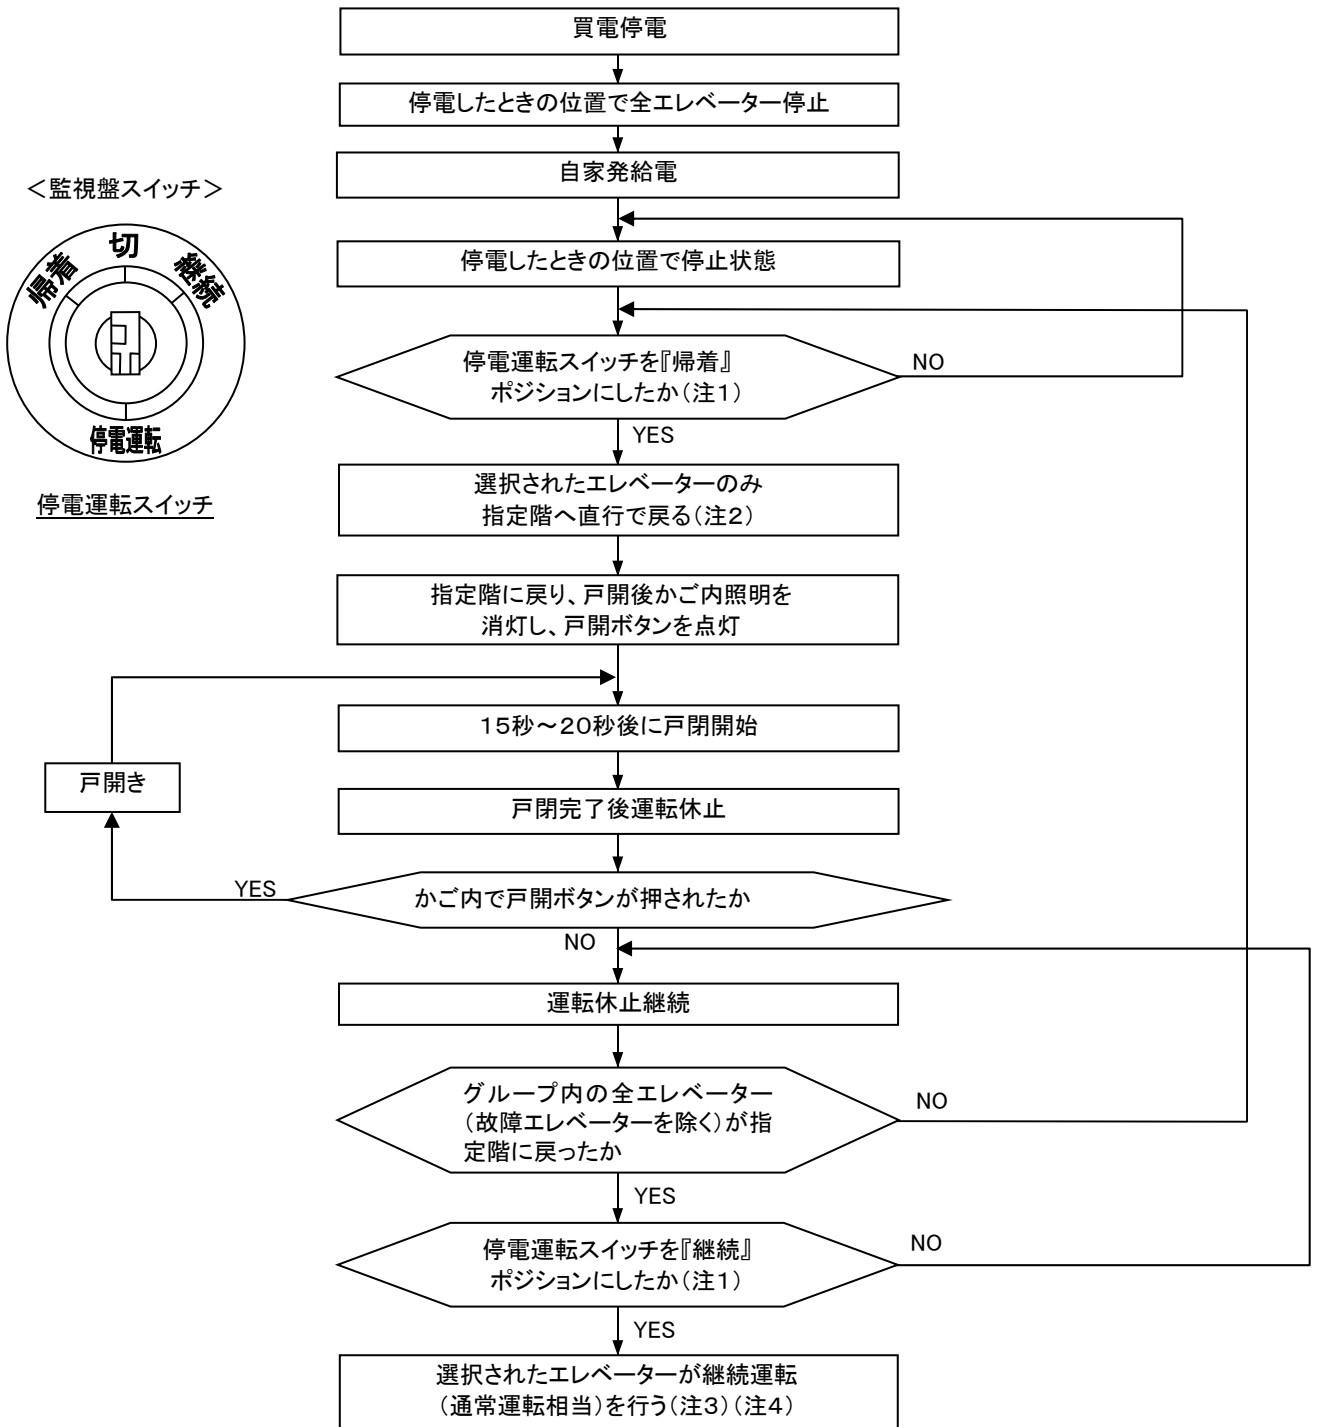 買電停電
停電したときの位置で全エレベーター停止
自家発給電
＜監視盤スイッチ＞
帰着 切 継続
停電運転
停電運転スイッチ
停電したときの位置で停止状態
停電運転スイッチを『帰着』
ポジションにしたか（注１）
NO
YES
選択されたエレベーターのみ
指定階へ直行で戻る（注２）
指定階に戻り、戸開後かご内照明を
消灯し、戸開ボタンを点灯
１５秒～２０秒後に戸閉開始
戸開き
戸閉完了後運転休止
かご内で戸開ボタンが押されたか
YES
NO
運転休止継続
グループ内の全エレベーター
（故障エレベーターを除く）が指
定階に戻ったか
NO
YES
停電運転スイッチを『継続』
ポジションにしたか（注１）
NO
YES
選択されたエレベーターが継続運転
（通常運転相当）を行う（注３）（注４）